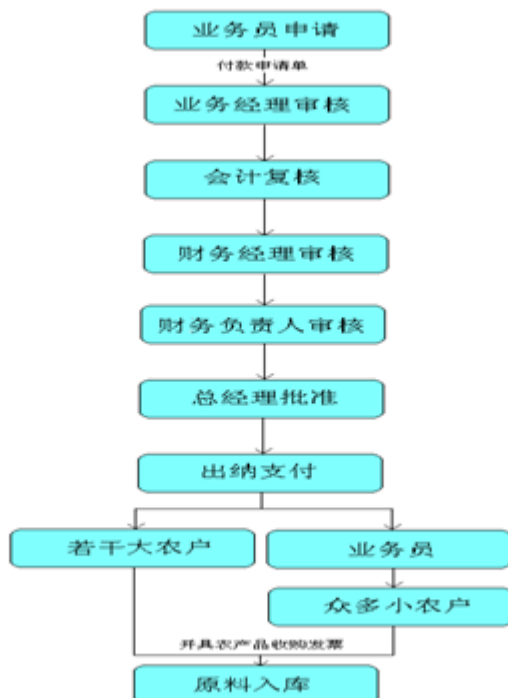 业务员申请
付款申请单
业务经理审核
会计复核
财务经理审核
财务负责人审核
总经理批准
出纳支付
若干大农户
业务员
众多小农户
开具农产品收购发票
原料入库